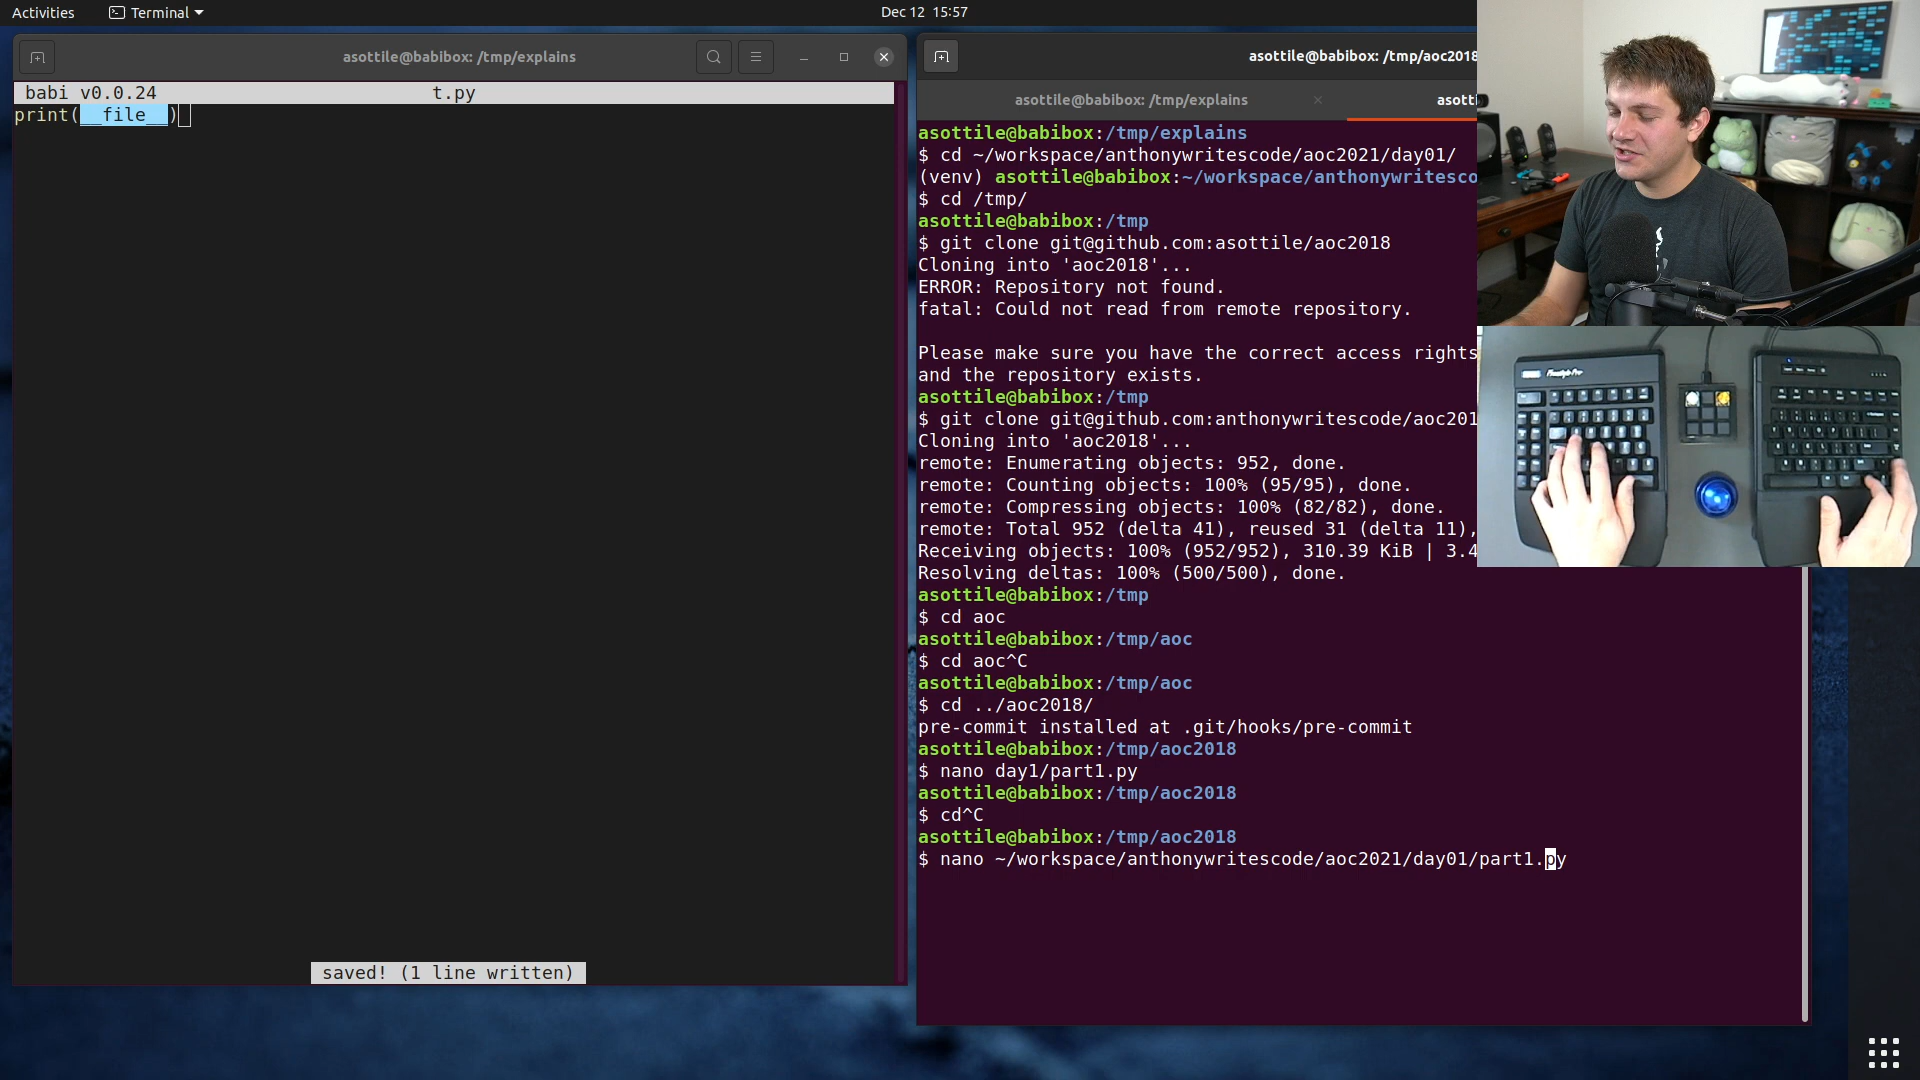 Activities
Terminal
Dec 12 15:57
asottile@babibox: /tmp/explains
babi v0.0.24
t.py
print(__file__)
saved! (1 line written)
asottile@babibox: /tmp/aoc2018
asottile@babibox: /tmp/explains
asott
asottile@babibox:/tmp/explains
$ cd ~/workspace/anthonywritescode/aoc2021/day01/
(venv) asottile@babibox:~/workspace/anthonywritesco
$ cd /tmp/
asottile@babibox:/tmp
$ git clone git@github.com:asottile/aoc2018
Cloning into 'aoc2018'...
ERROR: Repository not found.
fatal: Could not read from remote repository.
Please make sure you have the correct access rights
and the repository exists.
asottile@babibox:/tmp
$ git clone git@github.com:anthonywritescode/aoc201
Cloning into 'aoc2018'...
remote: Enumerating objects: 952, done.
remote: Counting objects: 100% (95/95), done.
remote: Compressing objects: 100% (82/82), done.
remote: Total 952 (delta 41), reused 31 (delta 11),
Receiving objects: 100% (952/952), 310.39 KiB | 3.4
Resolving deltas: 100% (500/500), done.
asottile@babibox:/tmp
$ cd aoc
asottile@babibox:/tmp/aoc
$ cd aoc^C
asottile@babibox:/tmp/aoc
$ cd ../aoc2018/
pre-commit installed at .git/hooks/pre-commit
asottile@babibox:/tmp/aoc2018
$ nano day1/part1.py
asottile@babibox:/tmp/aoc2018
$ cd^C
asottile@babibox:/tmp/aoc2018
$ nano ~/workspace/anthonywritescode/aoc2021/day01/part1.py
Freestyle Pro